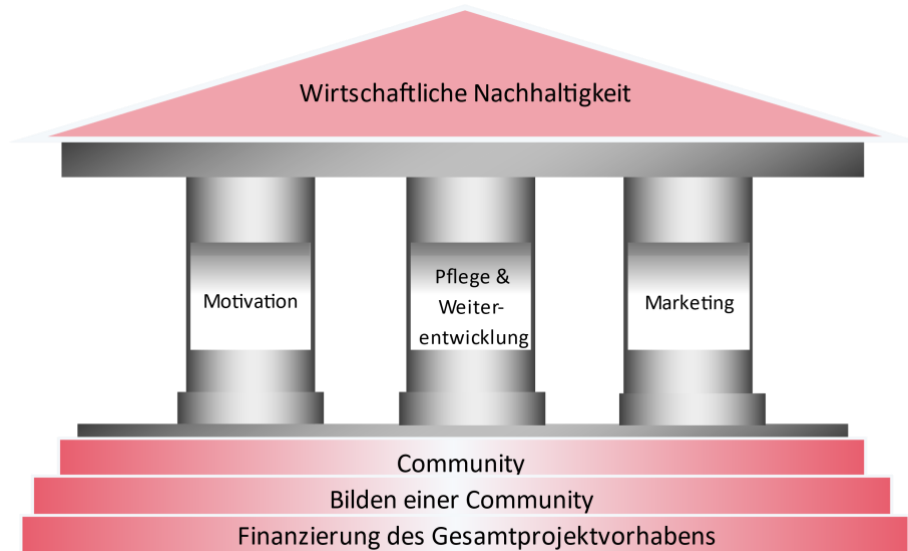 Wirtschaftliche Nachhaltigkeit
Motivation
Pflege &
Weiter-
entwicklung
Marketing
Community
Bilden einer Community
Finanzierung des Gesamtprojektvorhabens